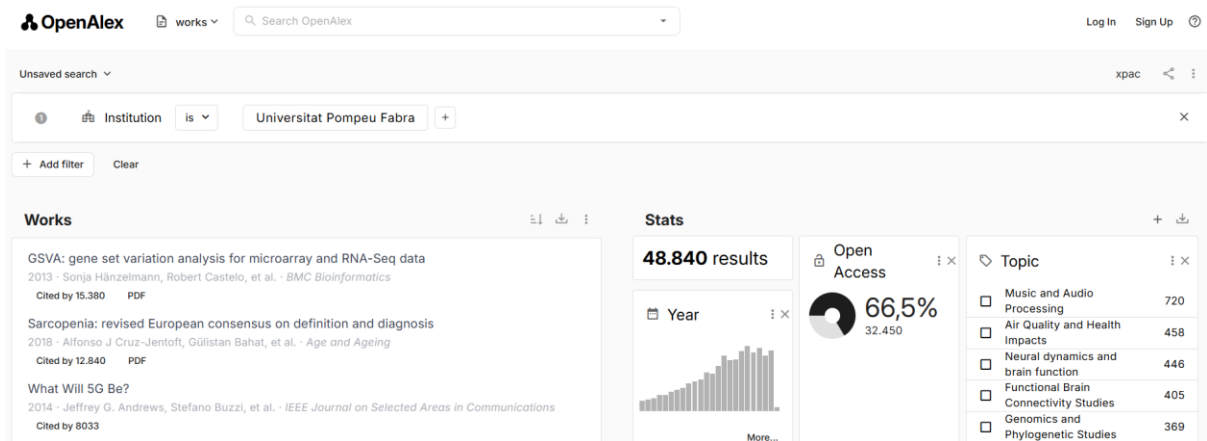 OpenAlex
works
Search OpenAlex
Log In
Sign Up
Unsaved search
xpac
1
Institution
is
Universitat Pompeu Fabra
+
+ Add filter
Clear
Works
GSVA: gene set variation analysis for microarray and RNA-Seq data
2013 · Sonja Hänzelmann, Robert Castelo, et al. · BMC Bioinformatics
Cited by 15.380 PDF
Sarcopenia: revised European consensus on definition and diagnosis
2018 · Alfonso J Cruz-Jentoft, Gülistan Bahat, et al. · Age and Ageing
Cited by 12.840 PDF
What Will 5G Be?
2014 · Jeffrey G. Andrews, Stefano Buzzi, et al. · IEEE Journal on Selected Areas in Communications
Cited by 8033
Stats
48.840 results
Year
More...
Open
Access
66,5%
32.450
Topic
Music and Audio
Processing
720
Air Quality and Health
Impacts
458
Neural dynamics and
brain function
446
Functional Brain
Connectivity Studies
405
Genomics and
Phylogenetic Studies
369